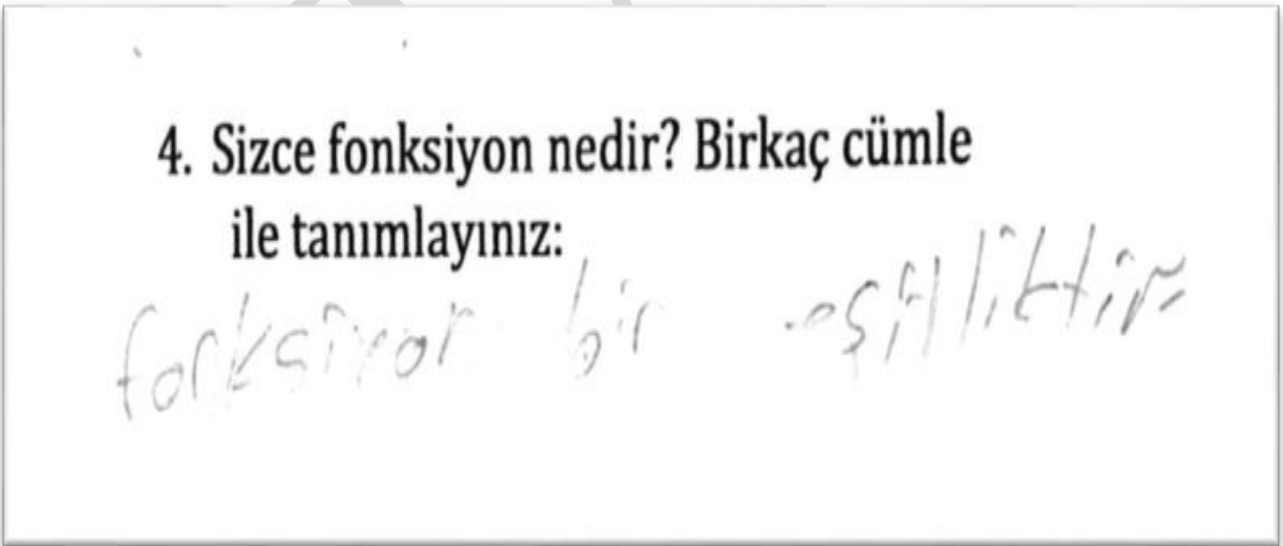 4. Sizce fonksiyon nedir? Birkaç cümle
ile tanımlayınız:
fonksiyon bir eşitliktir.